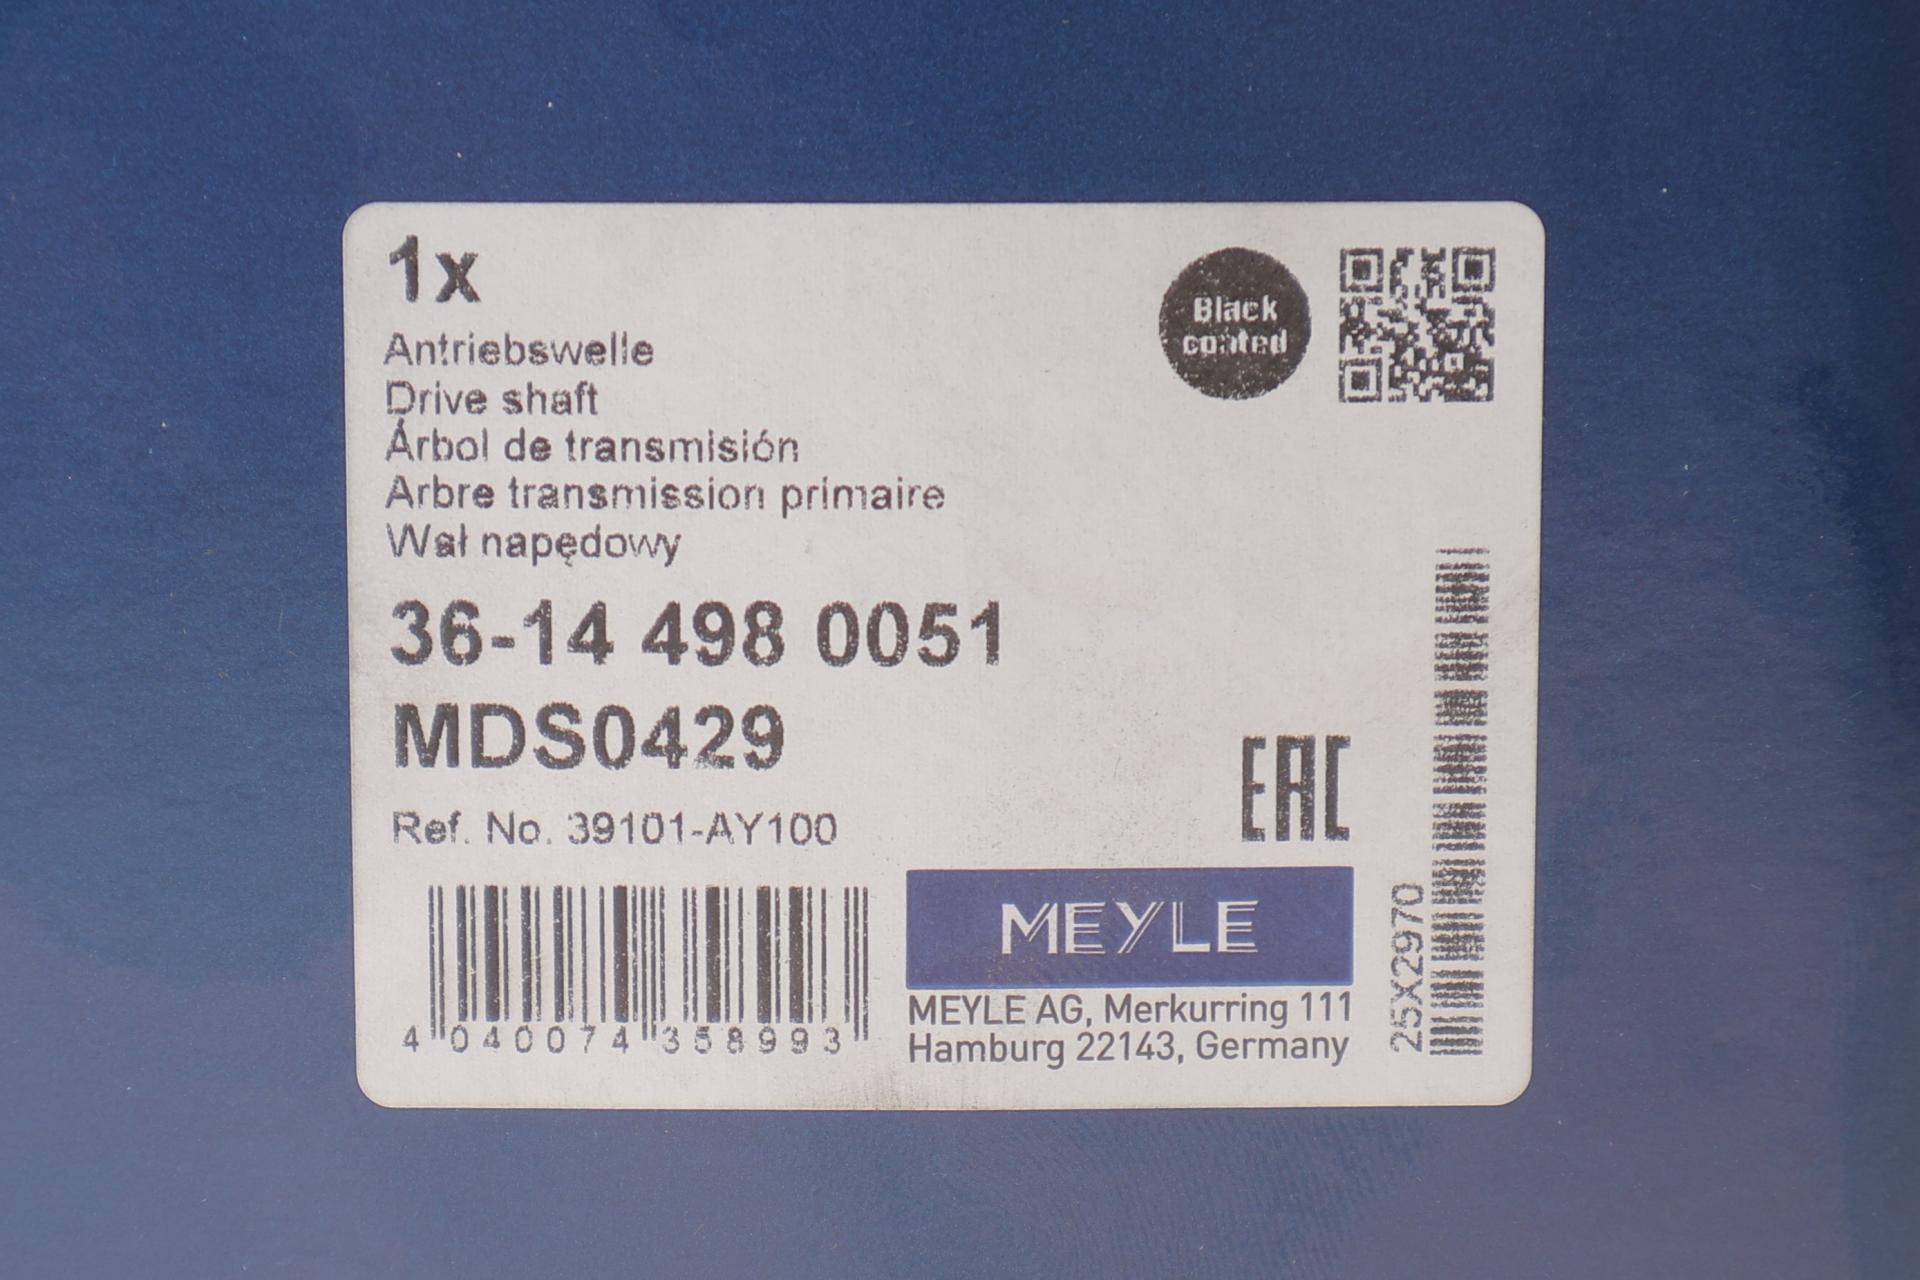 1x
Black
coated
Antriebswelle
Drive shaft
Árbol de transmisión
Arbre transmission primaire
Wał napędowy
36-14 498 0051
MDS0429
EAC
Ref. No. 39101-AY100
4 040074 358993
MEYLE
MEYLE AG, Merkurring 111
Hamburg 22143, Germany
25X2970